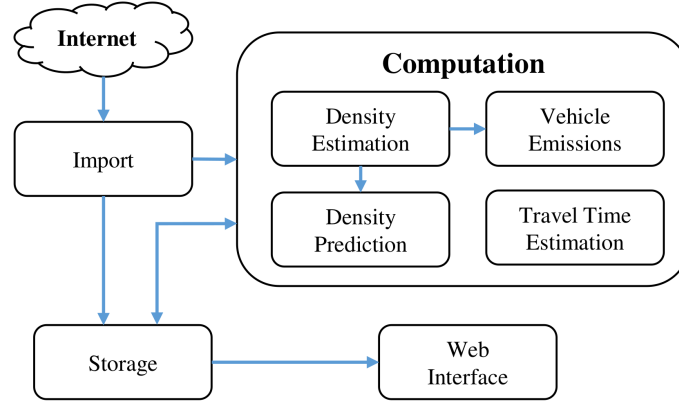 Internet
Computation
Density
Estimation
Vehicle
Emissions
Import
Density
Prediction
Travel Time
Estimation
Storage
Web
Interface